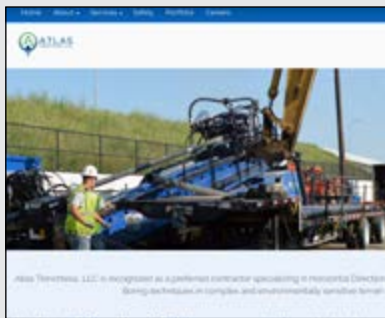 Home About Services Safety Portfolio Careers
ATLAS
Atlas Trenchless, LLC is recognized as a preferred contractor specializing in Horizontal Direction
Boring techniques in complex and environmentally sensitive terrain